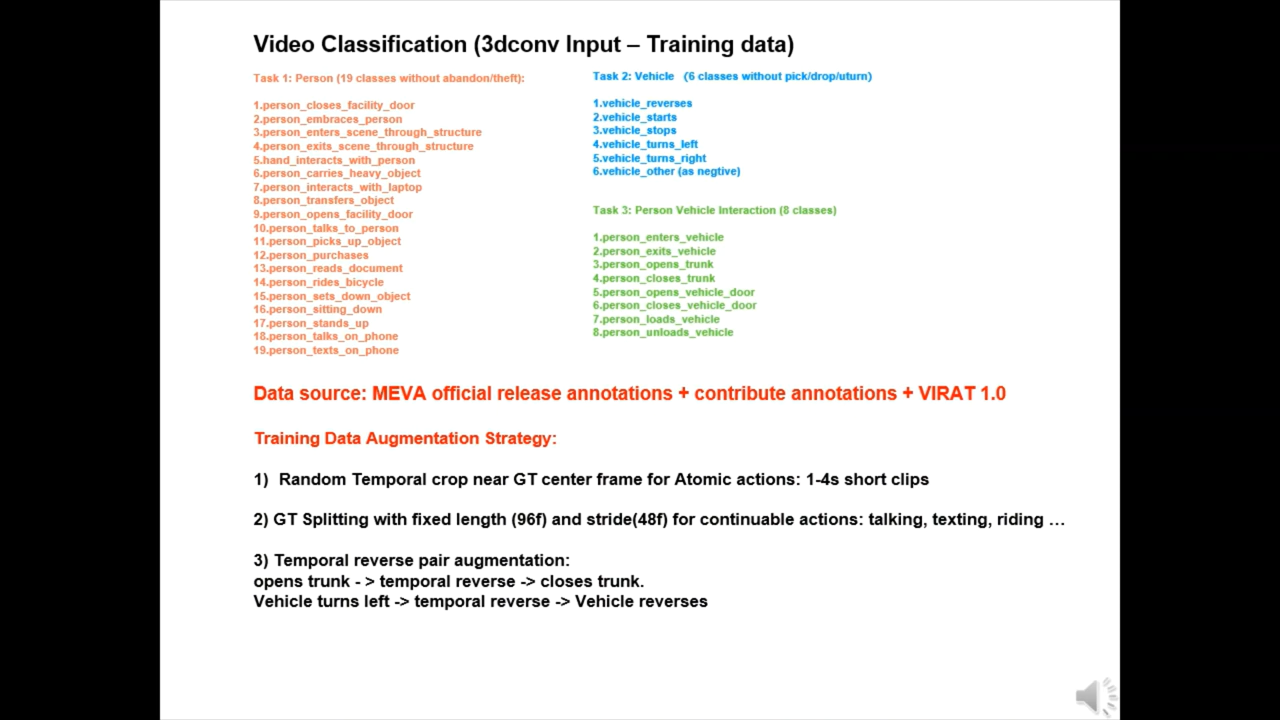 Video Classification (3dconv Input – Training data)
Task 1: Person (19 classes without abandon/theft):
1.person_closes_facility_door
2.person_embraces_person
3.person_enters_scene_through_structure
4.person_exits_scene_through_structure
5.hand_interacts_with_person
6.person_carries_heavy_object
7.person_interacts_with_laptop
8.person_transfers_object
9.person_opens_facility_door
10.person_talks_to_person
11.person_picks_up_object
12.person_purchases
13.person_reads_document
14.person_rides_bicycle
15.person_sets_down_object
16.person_sitting_down
17.person_stands_up
18.person_talks_on_phone
19.person_texts_on_phone
Task 2: Vehicle (6 classes without pick/drop/uturn)
1.vehicle_reverses
2.vehicle_starts
3.vehicle_stops
4.vehicle_turns_left
5.vehicle_turns_right
6.vehicle_other (as negtive)
Task 3: Person Vehicle Interaction (8 classes)
1.person_enters_vehicle
2.person_exits_vehicle
3.person_opens_trunk
4.person_closes_trunk
5.person_opens_vehicle_door
6.person_closes_vehicle_door
7.person_loads_vehicle
8.person_unloads_vehicle
Data source: MEVA official release annotations + contribute annotations + VIRAT 1.0
Training Data Augmentation Strategy:
1) Random Temporal crop near GT center frame for Atomic actions: 1-4s short clips
2) GT Splitting with fixed length (96f) and stride(48f) for continuable actions: talking, texting, riding …
3) Temporal reverse pair augmentation:
opens trunk - > temporal reverse -> closes trunk.
Vehicle turns left -> temporal reverse -> Vehicle reverses